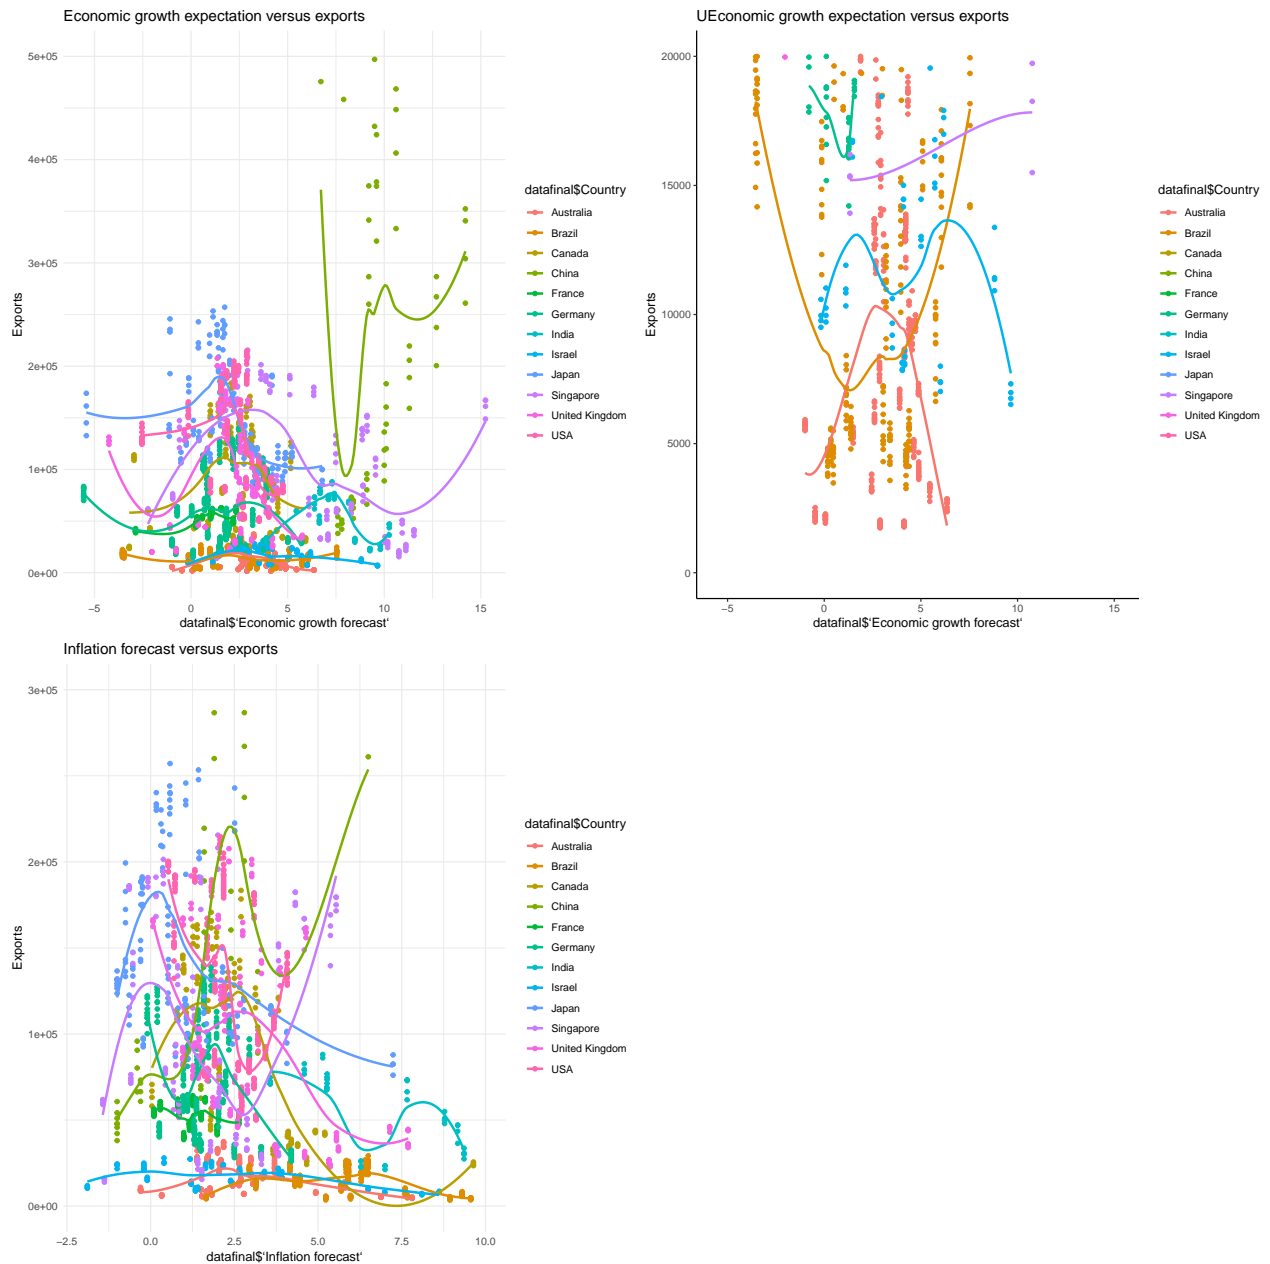 Economic growth expectation versus exports
5e+05
4e+05
3e+05
2e+05
1e+05
0e+00
Exports
−5
0
5
10
15
datafinal$‘Economic growth forecast‘
datafinal$Country
Australia
Brazil
Canada
China
France
Germany
India
Israel
Japan
Singapore
United Kingdom
USA
UEconomic growth expectation versus exports
20000
15000
10000
5000
0
Exports
−5
0
5
10
15
datafinal$‘Economic growth forecast‘
datafinal$Country
Australia
Brazil
Canada
China
France
Germany
India
Israel
Japan
Singapore
United Kingdom
USA
Inflation forecast versus exports
3e+05
2e+05
1e+05
0e+00
Exports
−2.5
0.0
2.5
5.0
7.5
10.0
datafinal$‘Inflation forecast‘
datafinal$Country
Australia
Brazil
Canada
China
France
Germany
India
Israel
Japan
Singapore
United Kingdom
USA